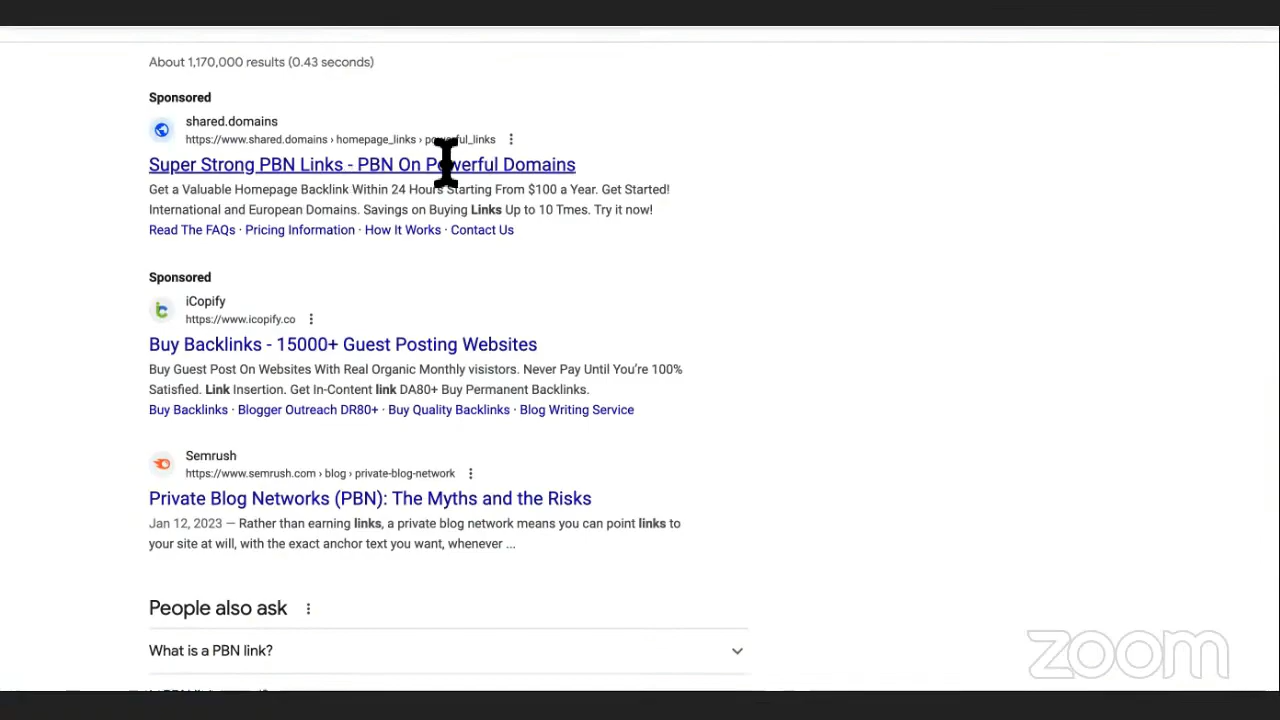 About 1,170,000 results (0.43 seconds)
Sponsored
shared.domains
https://www.shared.domains › homepage_links › powerful_links
Super Strong PBN Links - PBN On Powerful Domains
Get a Valuable Homepage Backlink Within 24 Hours Starting From $100 a Year. Get Started!
International and European Domains. Savings on Buying Links Up to 10 Tmes. Try it now!
Read The FAQs · Pricing Information · How It Works · Contact Us
Sponsored
iCopify
https://www.icopify.co
Buy Backlinks - 15000+ Guest Posting Websites
Buy Guest Post On Websites With Real Organic Monthly visistors. Never Pay Until You're 100%
Satisfied. Link Insertion. Get In-Content link DA80+ Buy Permanent Backlinks.
Buy Backlinks · Blogger Outreach DR80+ · Buy Quality Backlinks · Blog Writing Service
Semrush
https://www.semrush.com › blog › private-blog-network
Private Blog Networks (PBN): The Myths and the Risks
Jan 12, 2023 — Rather than earning links, a private blog network means you can point links to
your site at will, with the exact anchor text you want, whenever ...
People also ask
What is a PBN link?
zoom